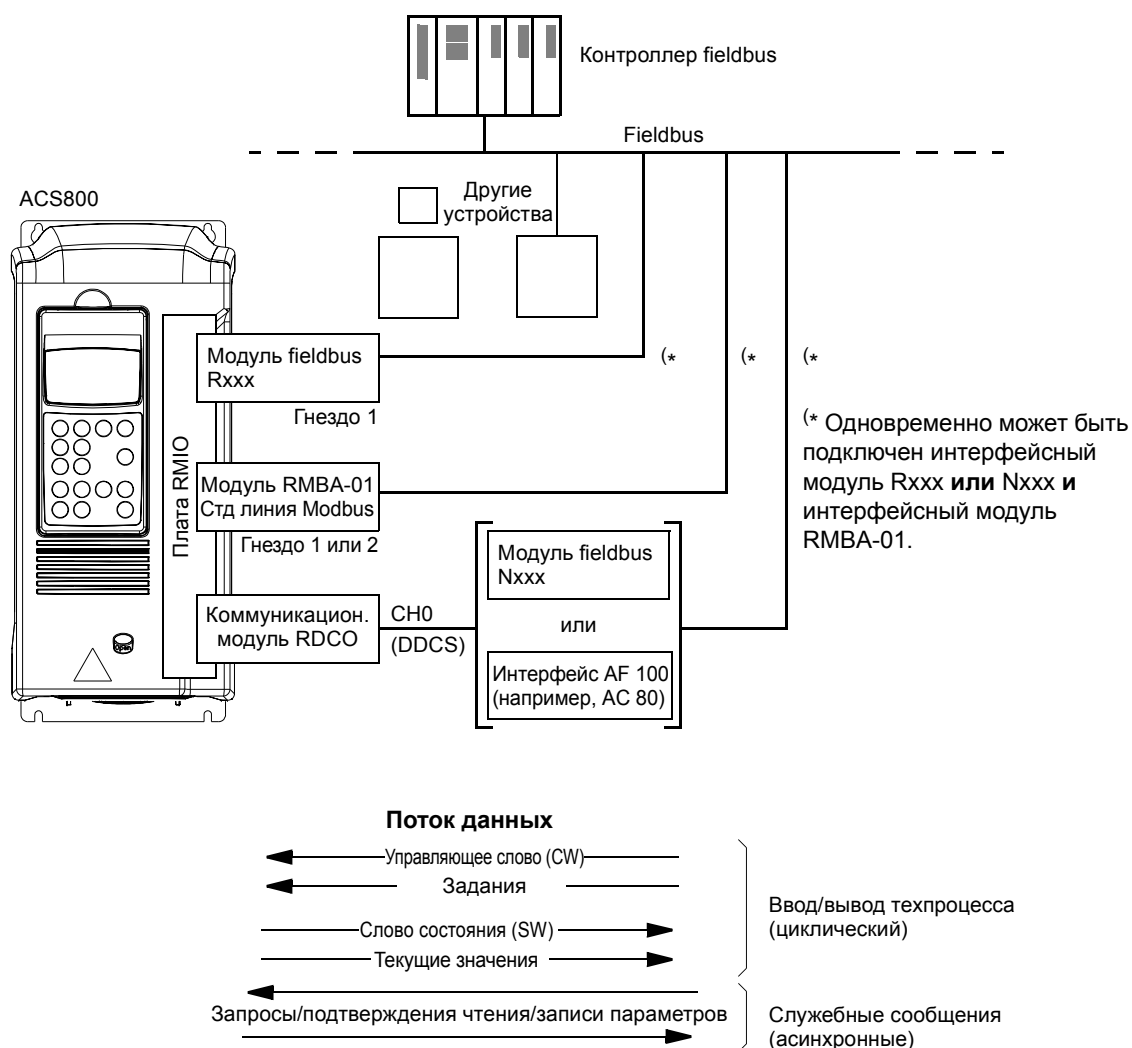 Контроллер fieldbus
Fieldbus
ACS800
Другие
устройства
Плата RMIO
Модуль fieldbus
Rxxx
Гнездо 1
(*
(*
(*
(* Одновременно может быть
подключен интерфейсный
модуль Rxxx или Nxxx и
интерфейсный модуль
RMBA-01.
Модуль RMBA-01
Стд линия Modbus
Гнездо 1 или 2
Коммуникацион.
модуль RDCO
CH0
(DDCS)
Модуль fieldbus
Nxxx
или
Интерфейс AF 100
(например, AC 80)
Open
Поток данных
Управляющее слово (CW)
Задания
Слово состояния (SW)
Текущие значения
Ввод/вывод техпроцесса
(циклический)
Запросы/подтверждения чтения/записи параметров
Служебные сообщения
(асинхронные)